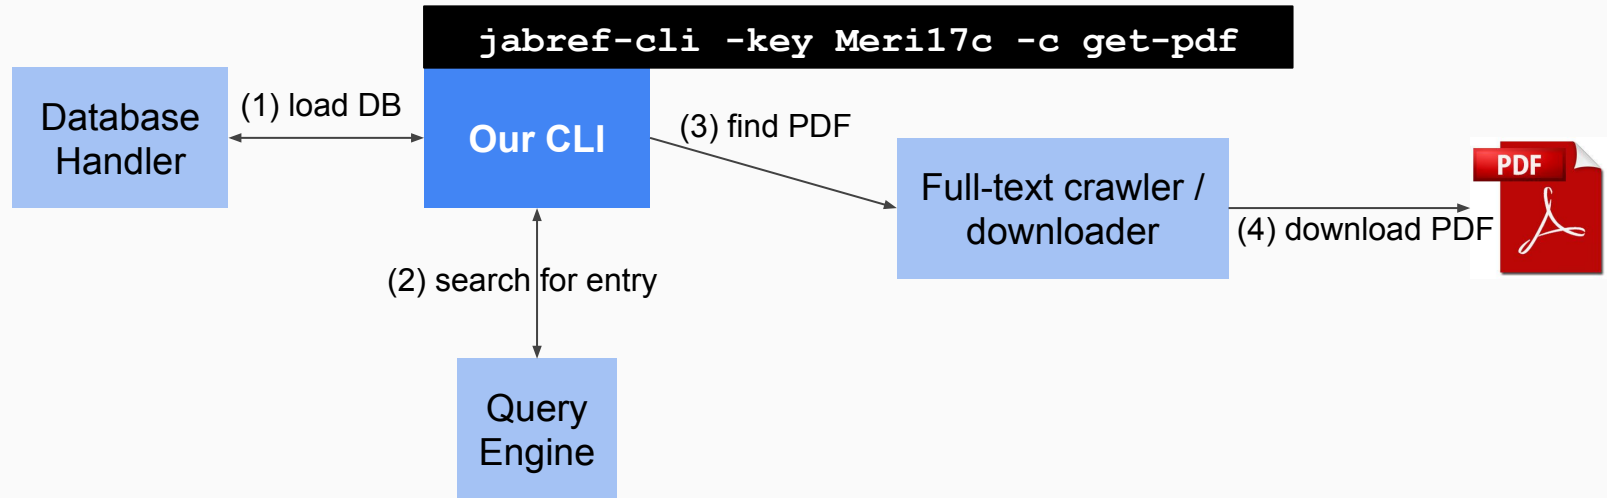 jabref-cli -key Meri17c -c get-pdf
Database
Handler
(1) load DB
Our CLI
(3) find PDF
Full-text crawler /
downloader
(4) download PDF
PDF
(2) search for entry
Query
Engine